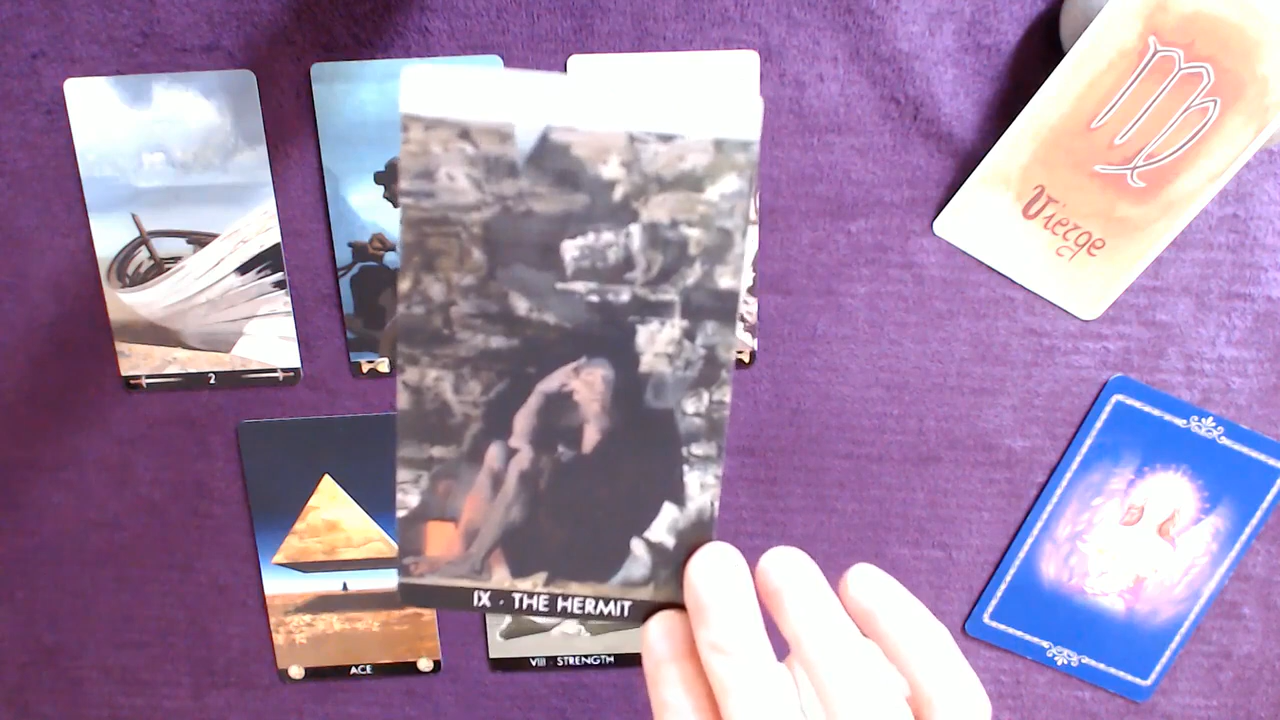 Vierge
2
IX · THE HERMIT
ACE
VIII · STRENGTH